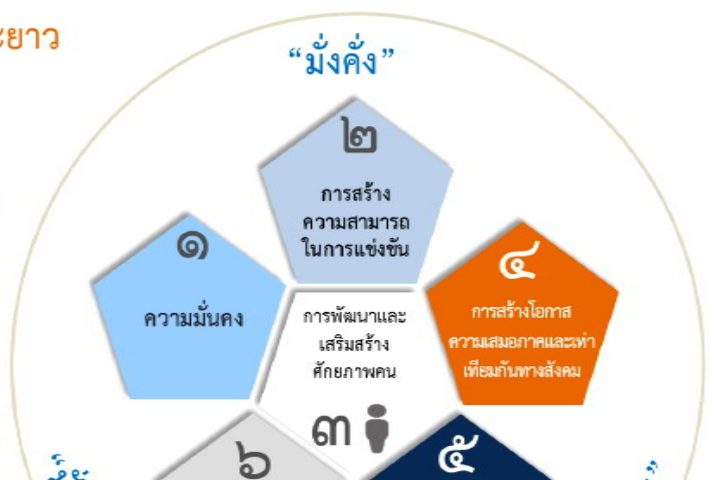 “มั่งคั่ง”
๒
การสร้าง
ความสามารถ
ในการแข่งขัน
๑
ความมั่นคง
๔
การสร้างโอกาส
ความเสมอภาคและเท่า
เทียมกันทางสังคม
การพัฒนาและ
เสริมสร้าง
ศักยภาพคน
๓
๖
๕